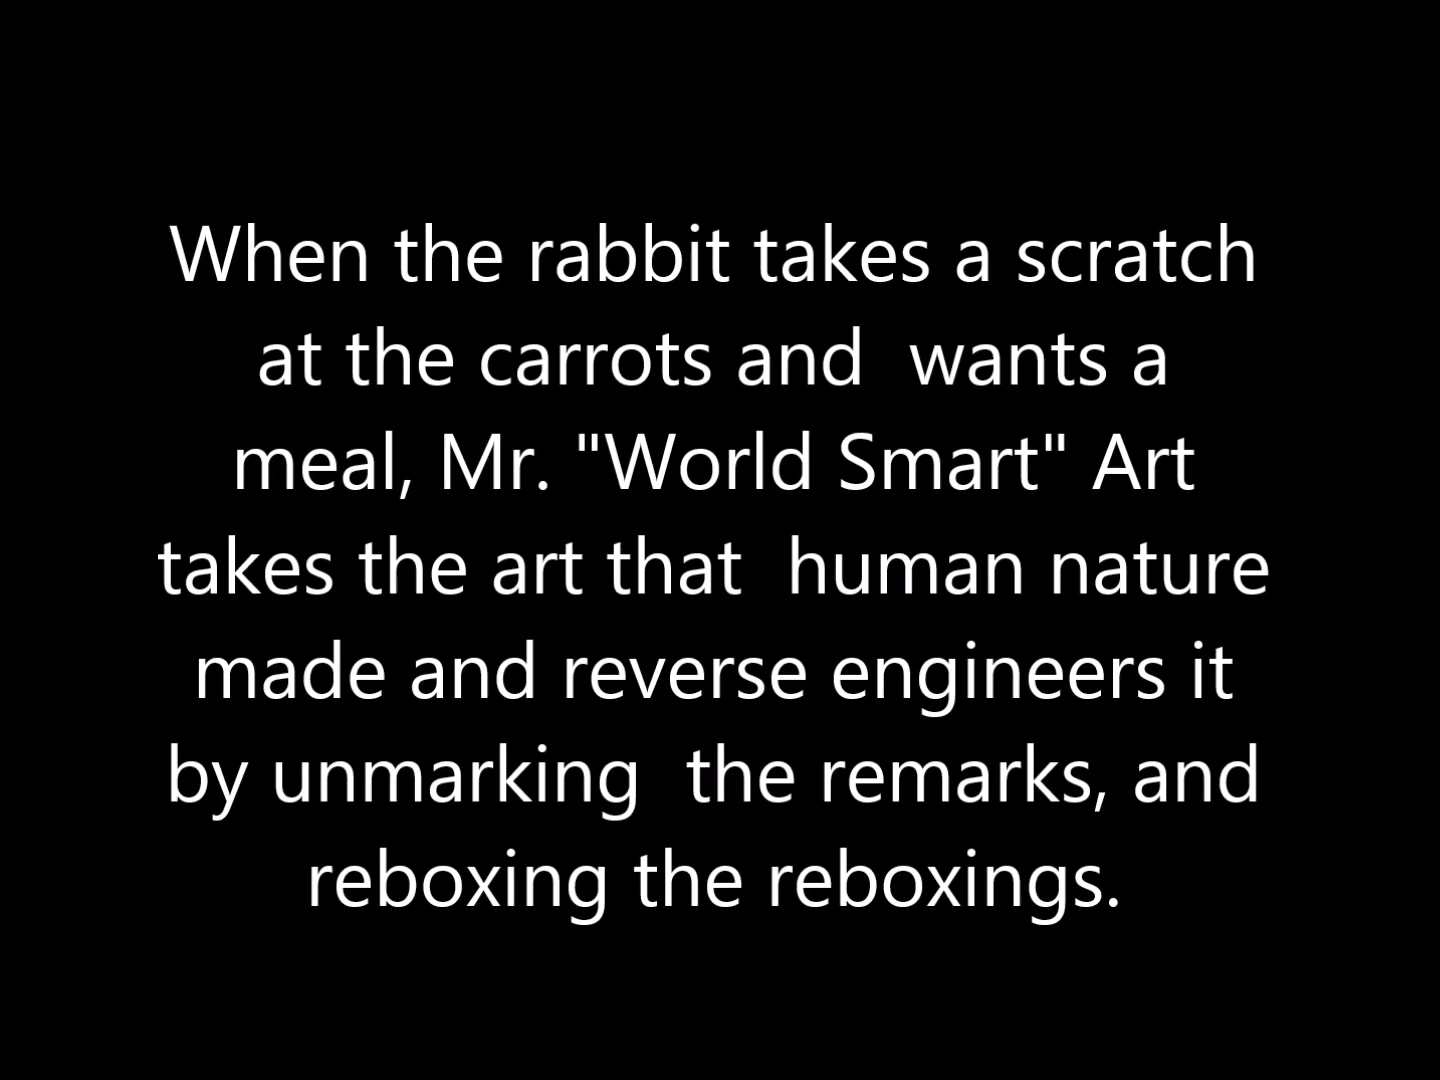 When the rabbit takes a scratch
at the carrots and  wants a
meal, Mr. "World Smart" Art
takes the art that  human nature
made and reverse engineers it
by unmarking  the remarks, and
reboxing the reboxings.